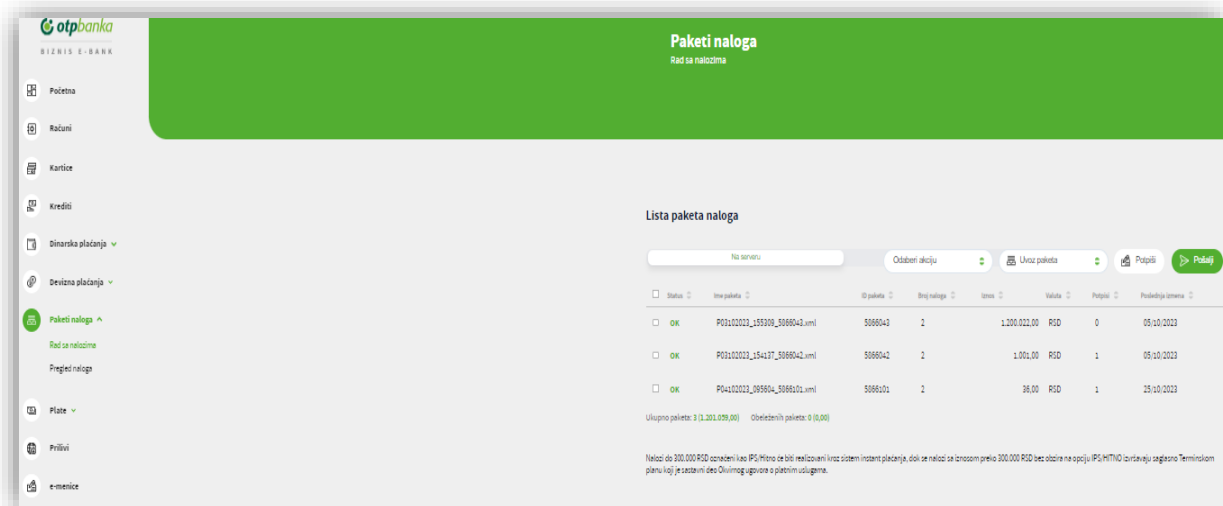 otpbanka
BIZNIS E-BANK
Početna
Računi
Kartice
Krediti
Dinarska plaćanja
Devizna plaćanja
Paketi naloga
Rad sa nalozima
Pregled naloga
Plate
Prilivi
e-menice
Paketi naloga
Rad sa nalozima
Lista paketa naloga
Na serveru Odaberi akciju Uvoz paketa Potpiši Pošalji
Status Ime paketa ID paketa Broj naloga Iznos Valuta Potpisi Poslednja izmena
OK P03102023_155309_5866043.xml 5866043 2 1.200.022,00 RSD 0 05/10/2023
OK P03102023_154137_5866042.xml 5866042 2 1.001,00 RSD 1 05/10/2023
OK P04102023_095604_5866101.xml 5866101 2 36,00 RSD 1 25/10/2023
Ukupno paketa: 3 (1.201.059,00) Obeleženih paketa: 0 (0,00)
Nalozi do 300.000 RSD označeni kao IPS/Hitno će biti realizovani kroz sistem instant plaćanja, dok se nalozi sa iznosom preko 300.000 RSD bez obzira na opciju IPS/HITNO izvršavaju saglasno Terminskom
planu koji je sastavni deo Okvirnog ugovora o platnim uslugama.